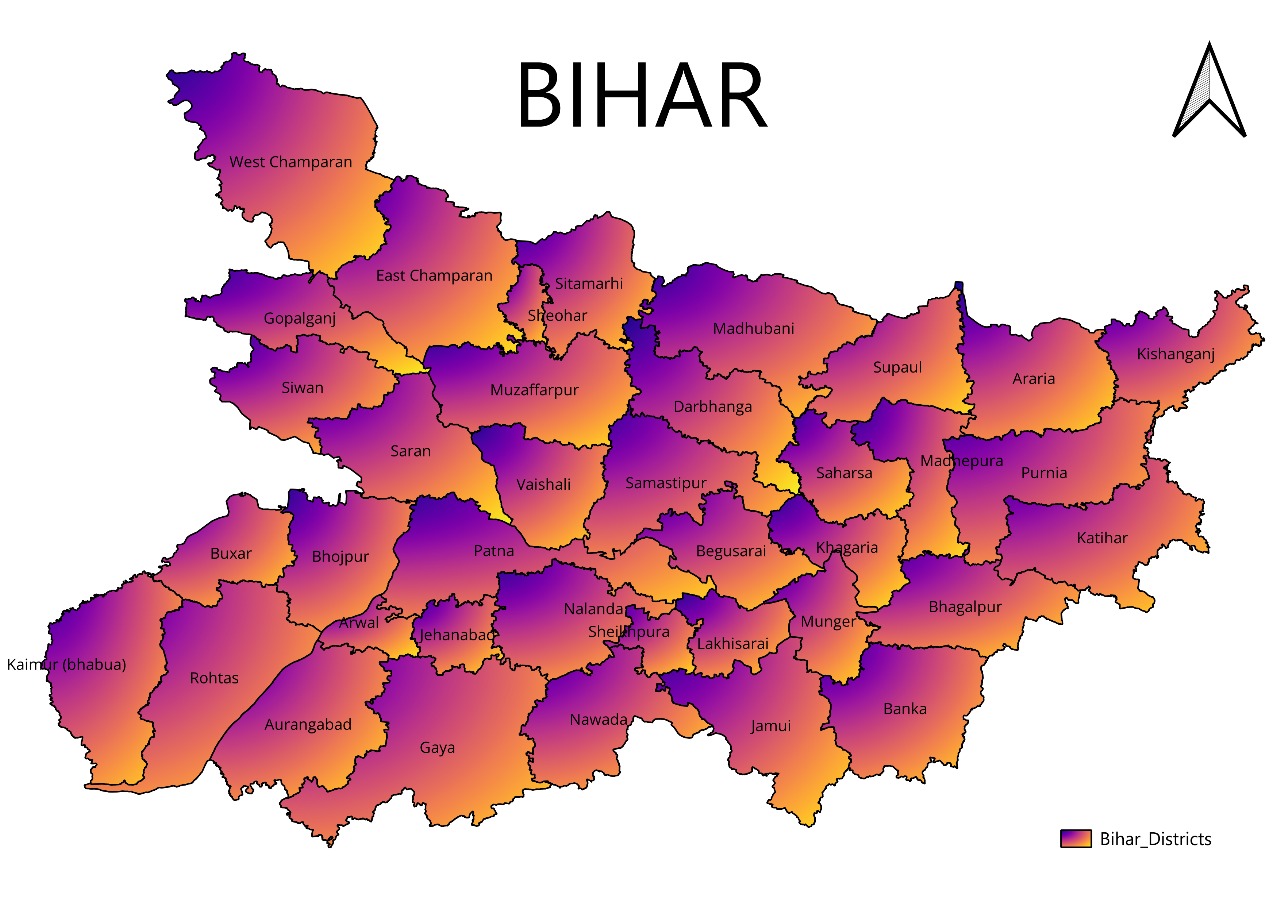 BIHAR
West Champaran
East Champaran
Sitamarhi
Sheohar
Gopalganj
Madhubani
Kishanganj
Supaul
Araria
Siwan
Muzaffarpur
Darbhanga
Saran
Madhepura
Saharsa
Purnia
Vaishali
Samastipur
Katihar
Khagaria
Buxar
Bhojpur
Patna
Begusarai
Nalanda
Bhagalpur
Arwal
Munger
Jehanabad
Sheikhpura
Lakhisarai
Kaimur (bhabua)
Rohtas
Banka
Nawada
Aurangabad
Jamui
Gaya
Bihar_Districts